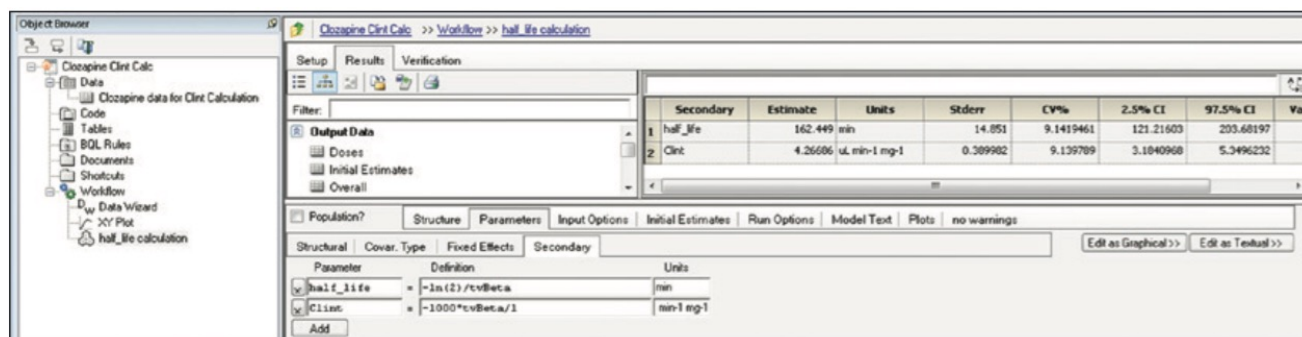 Object Browser
Clozapine Clint Calc
Data
Clozapine data for Clint Calculation
Code
Tables
BQL Rules
Documents
Shortcuts
Workflow
Dw Data Wizard
XY Plot
half_life calculation
Clozapine Clint Calc >> Workflow >> half_life calculation
Setup Results Verification
Filter:
Output Data
Doses
Initial Estimates
Overall
Secondary Estimate Units Stderr CV% 2.5% CI 97.5% CI Va
1 half_life 162.449 min 14.851 9.1419461 121.21603 203.68197
2 Clint 4.26686 uL min-1 mg-1 0.389982 9.139789 3.1840968 5.3496232
Population? Structure Parameters Input Options Initial Estimates Run Options Model Text Plots no warnings
Structural Covar. Type Fixed Effects Secondary Edit as Graphical >> Edit as Textual >>
Parameter Definition Units
x half_life = -ln(2)/tvBeta min
x Clint = -1000*tvBeta/1 min-1 mg-1
Add